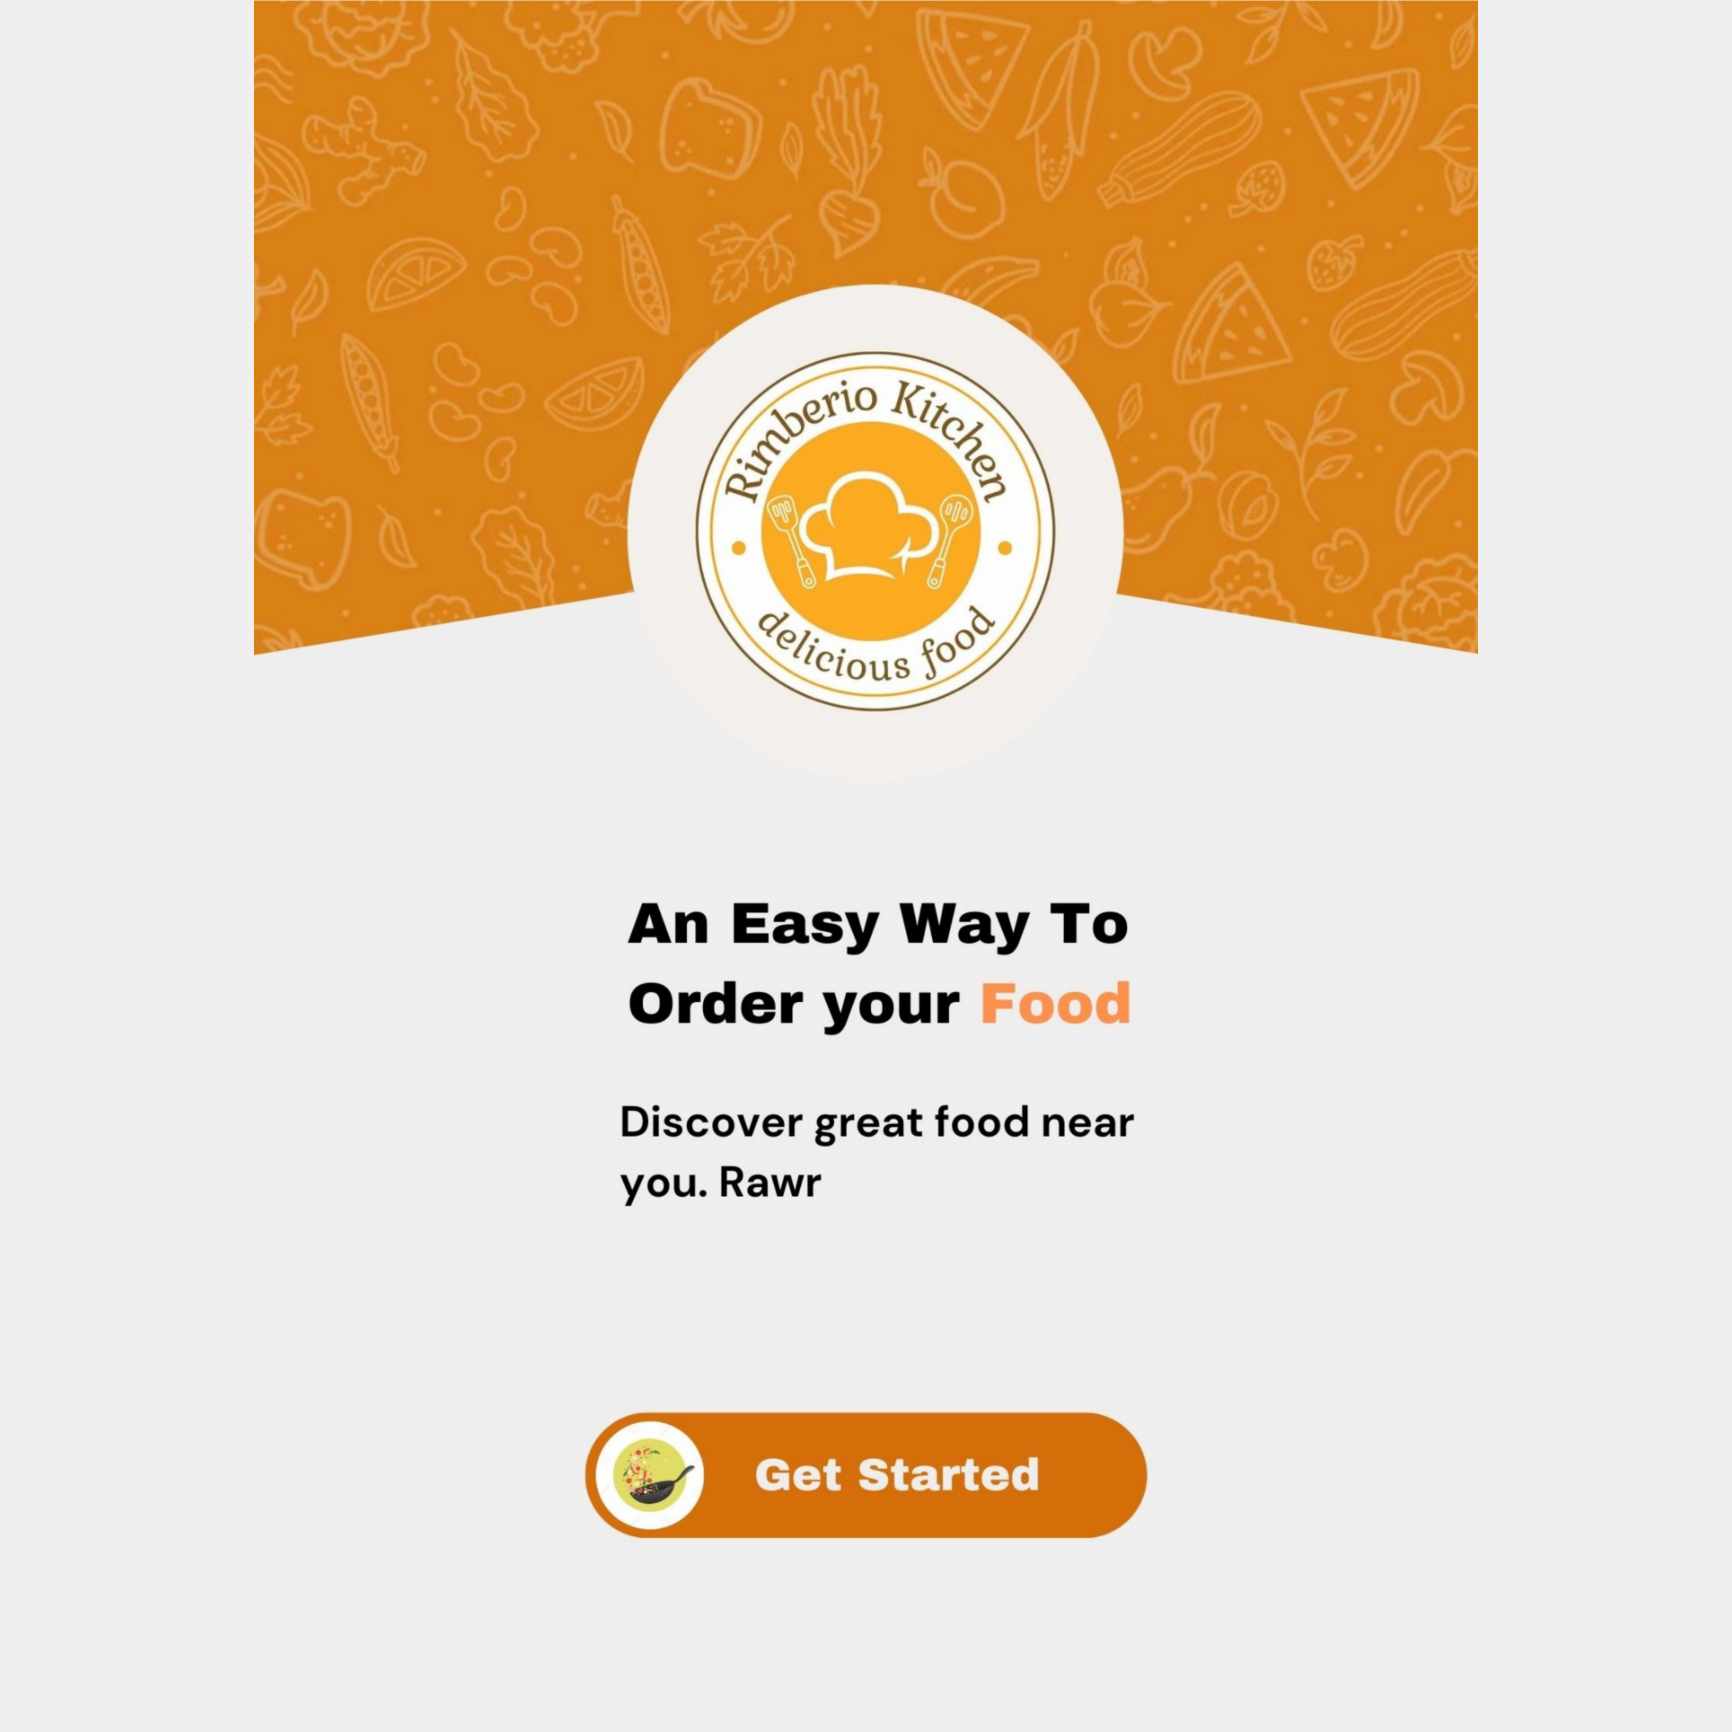 Rimberio Kitchen
delicious food
An Easy Way To
Order your Food
Discover great food near
you. Rawr
Get Started